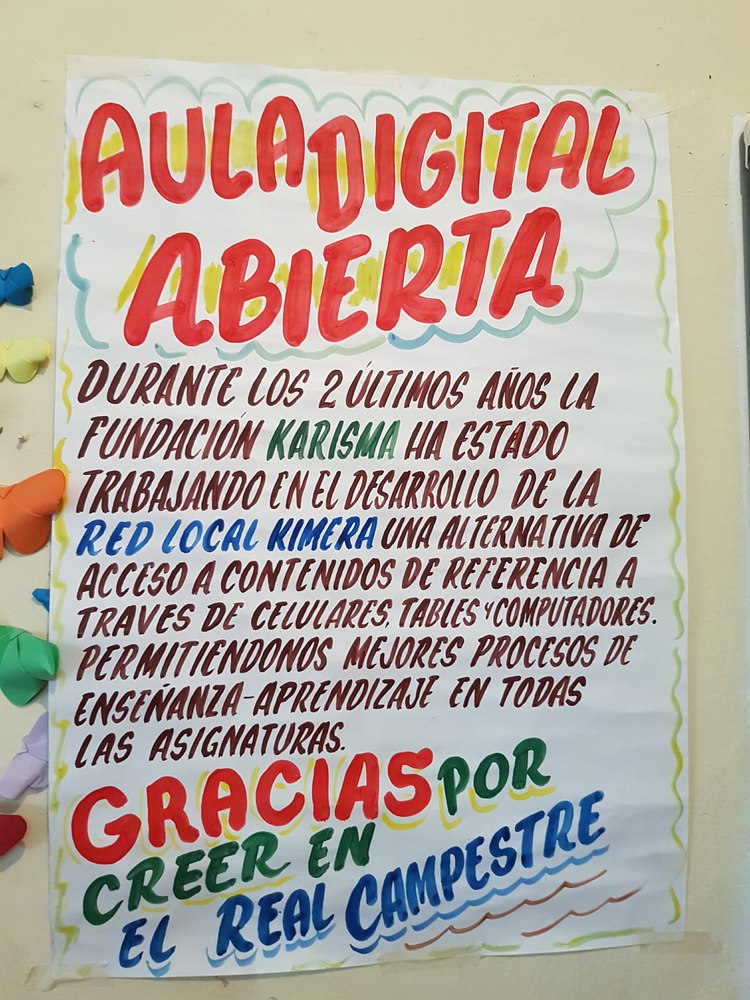 AULA DIGITAL
ABIERTA
DURANTE LOS 2 ÚLTIMOS AÑOS LA
FUNDACIÓN KARISMA HA ESTADO
TRABAJANDO EN EL DESARROLLO DE LA
RED LOCAL KIMERA UNA ALTERNATIVA DE
ACCESO A CONTENIDOS DE REFERENCIA A
TRAVES DE CELULARES, TABLES Y COMPUTADORES.
PERMITIENDONOS MEJORES PROCESOS DE
ENSEÑANZA-APRENDIZAJE EN TODAS
LAS ASIGNATURAS.
GRACIAS POR
CREER EN
EL REAL CAMPESTRE